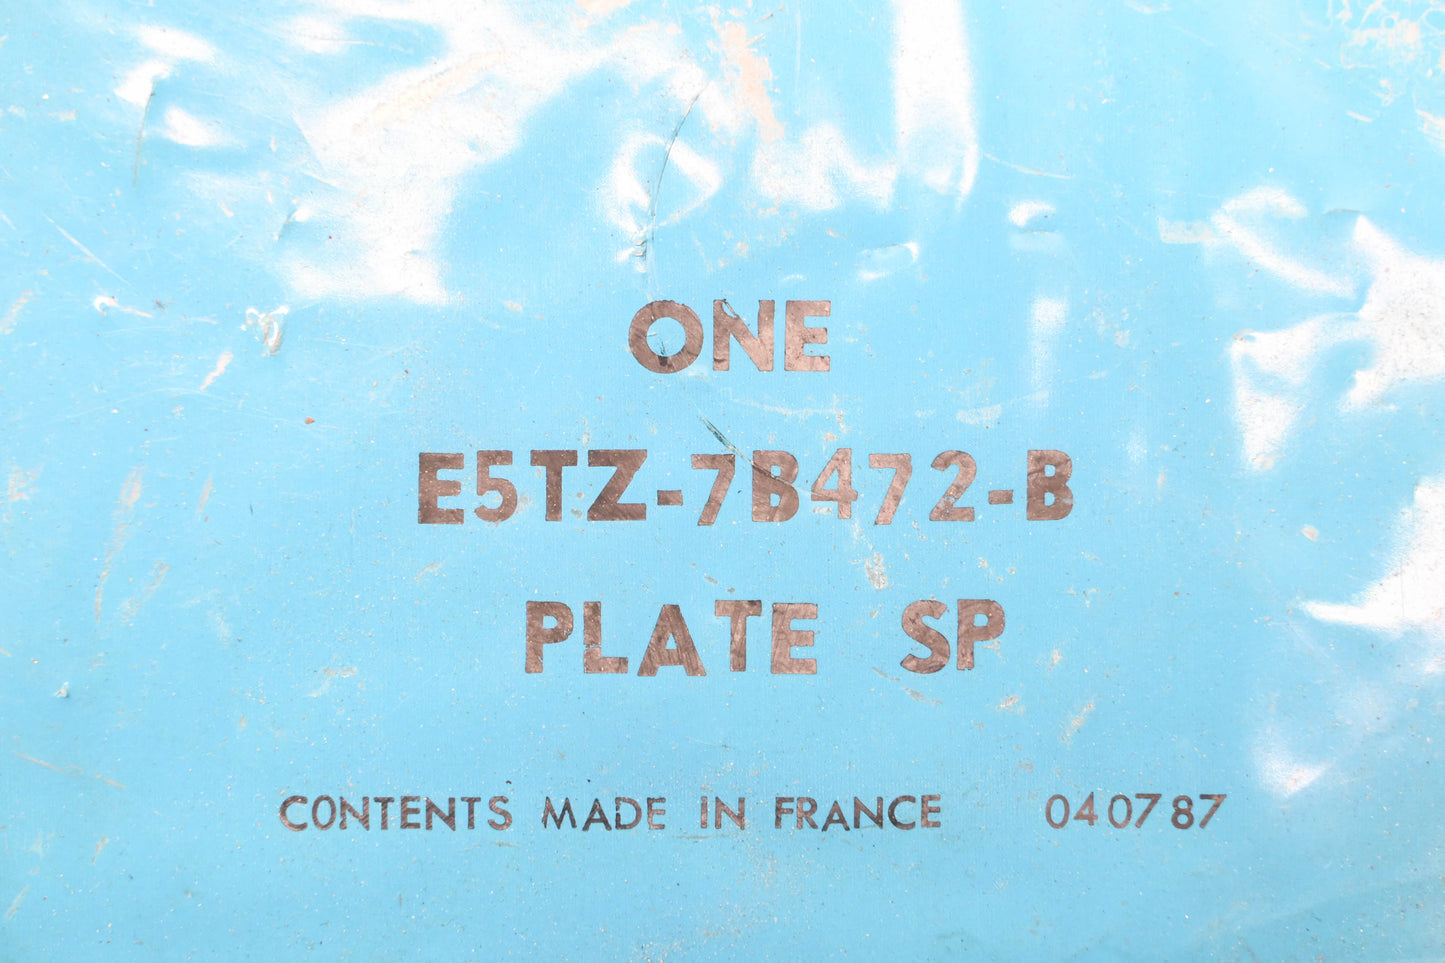 ONE
E5TZ-7B472-B
PLATE SP
CONTENTS MADE IN FRANCE 040787